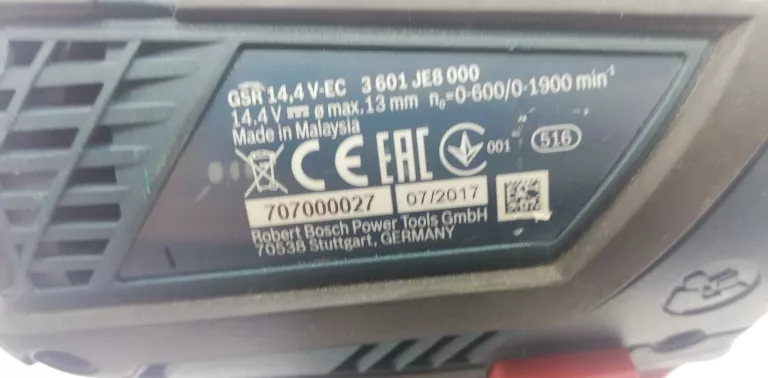 GSR 14,4 V-EC 3 601 JE8 000
14,4 V ⎓ ø max. 13 mm n₀=0-600/0-1900 min⁻¹
Made in Malaysia
CE EAC 001 516
707000027 07/2017
Robert Bosch Power Tools GmbH
70538 Stuttgart, GERMANY